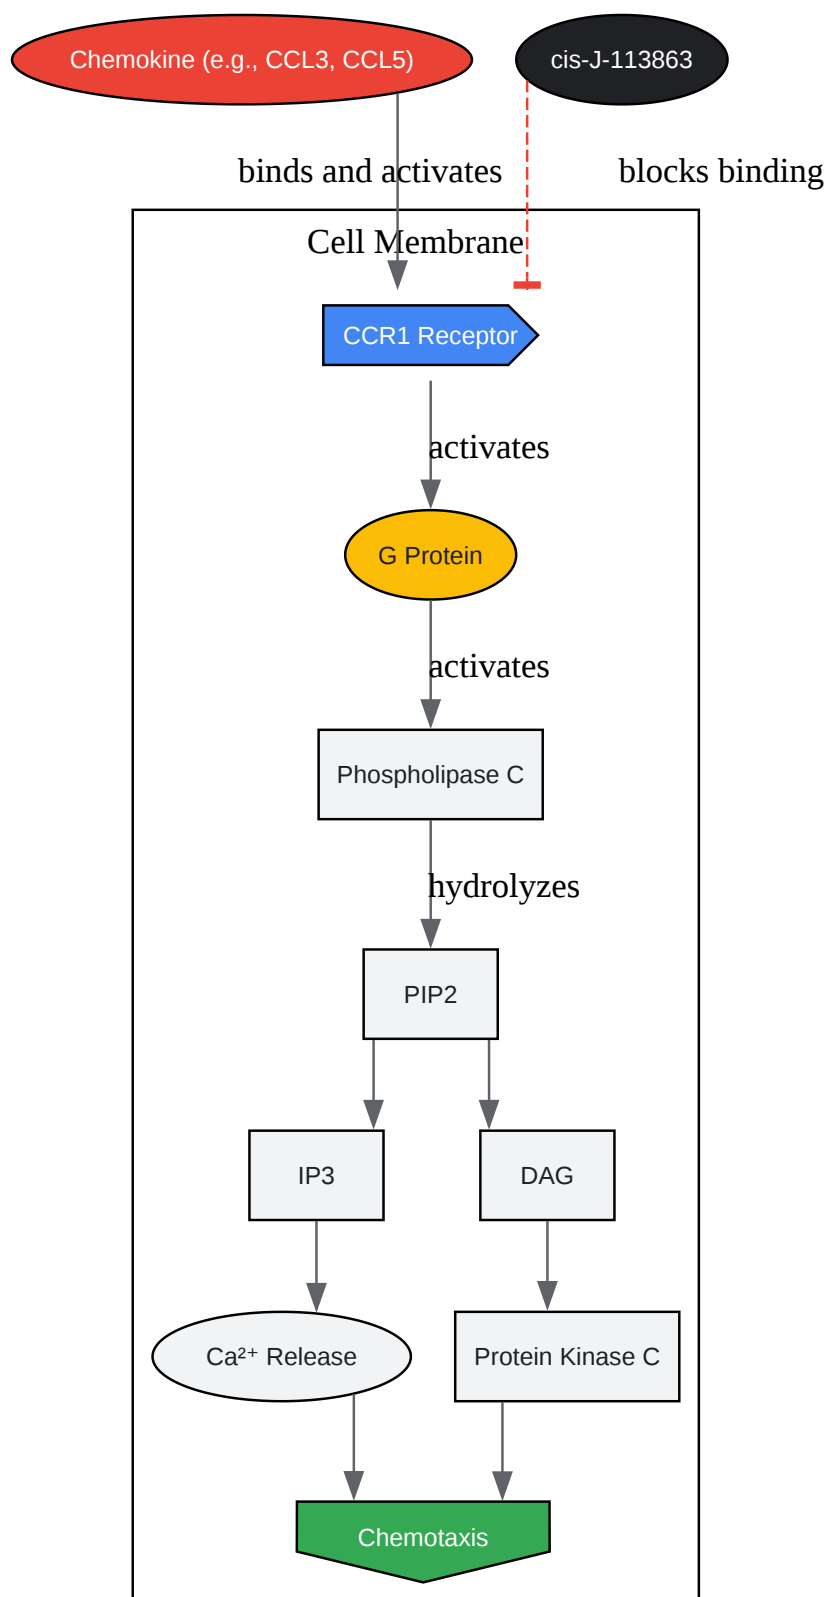 Chemokine (e.g., CCL3, CCL5)
cis-J-113863
binds and activates
blocks binding
Cell Membrane
CCR1 Receptor
activates
G Protein
activates
Phospholipase C
hydrolyzes
PIP2
IP3
DAG
Ca²⁺ Release
Protein Kinase C
Chemotaxis